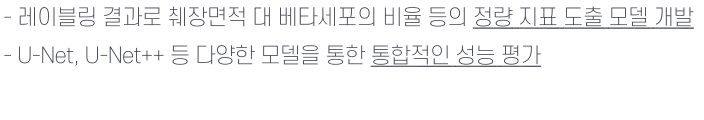 - 레이블링 결과로 췌장면적 대 베타세포의 비율 등의 정량 지표 도출 모델 개발
- U-Net, U-Net++ 등 다양한 모델을 통한 통합적인 성능 평가